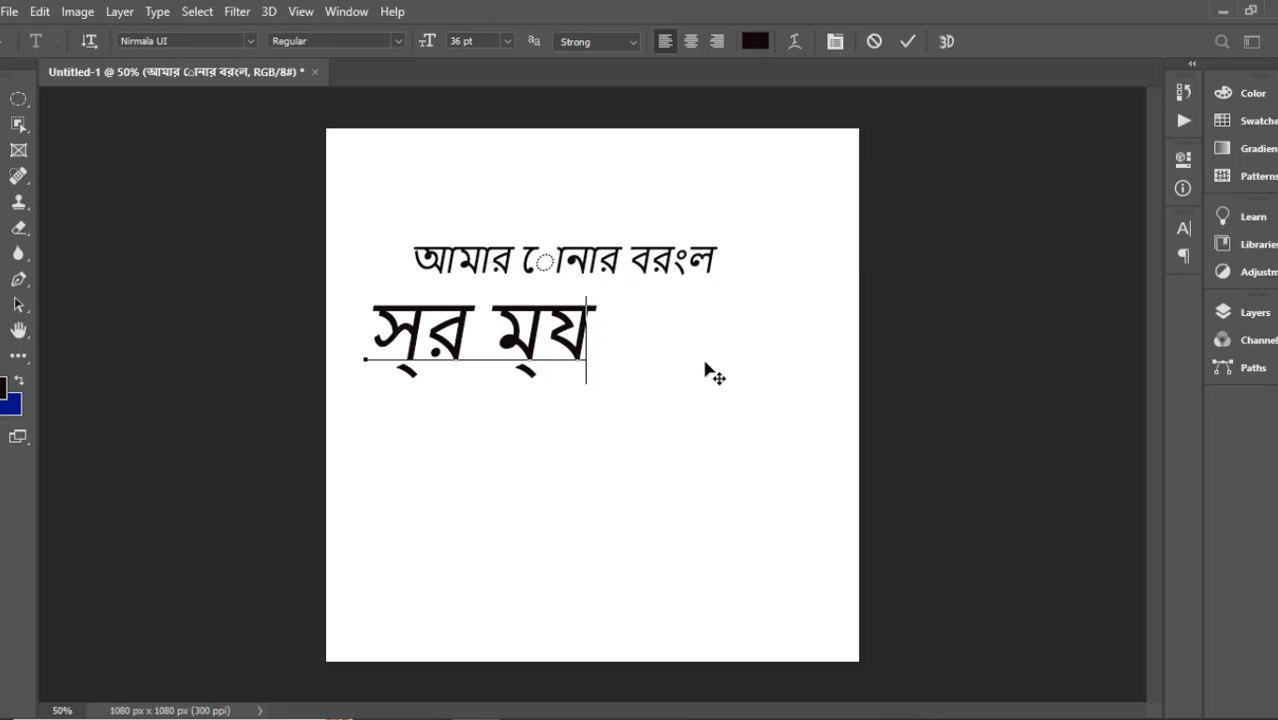 File Edit Image Layer Type Select Filter 3D View Window Help
T Nirmala UI Regular 36 pt Strong 3D
Untitled-1 @ 50% (আমার োনার বরংল, RGB/8#) * ×
আমার োনার বরংল
স্‌র ম্‌য
Color
Swatche
Gradien
Patterns
Learn
Librarie
Adjustm
Layers
Channel
Paths
50% 1080 px x 1080 px (300 ppi)